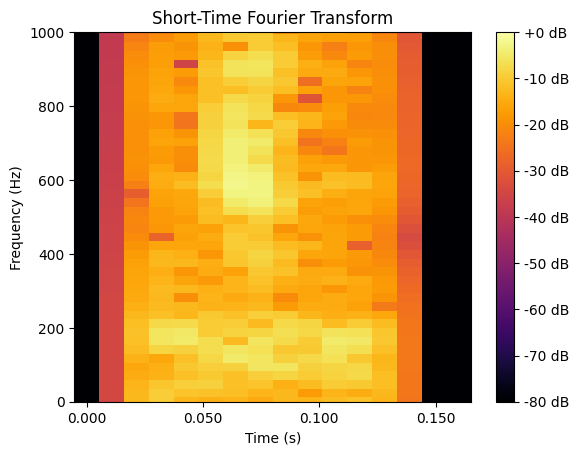 Short-Time Fourier Transform
1000
800
600
400
200
0
Frequency (Hz)
0.000
0.050
0.100
0.150
Time (s)
+0 dB
-10 dB
-20 dB
-30 dB
-40 dB
-50 dB
-60 dB
-70 dB
-80 dB